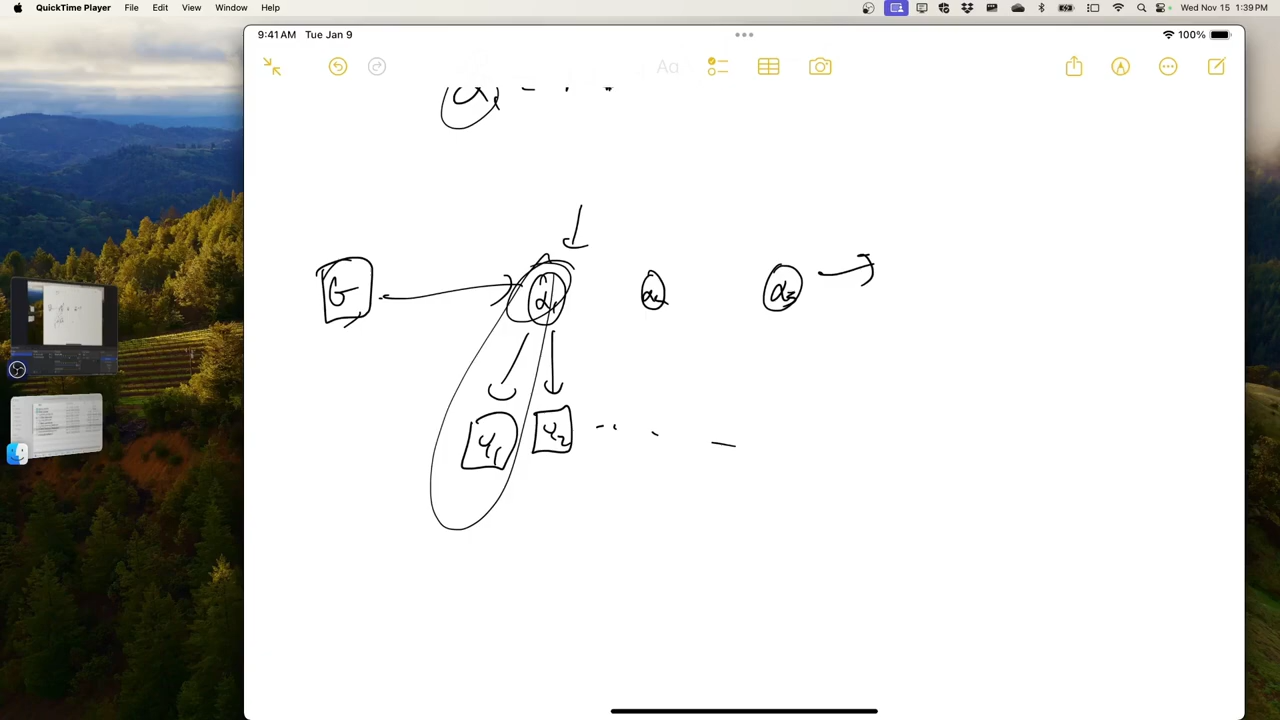 QuickTime Player File Edit View Window Help Wed Nov 15 1:39 PM
9:41 AM Tue Jan 9 100%
Aa
G α₁ α₂ α₃
Y₁ Y₂ .. . —